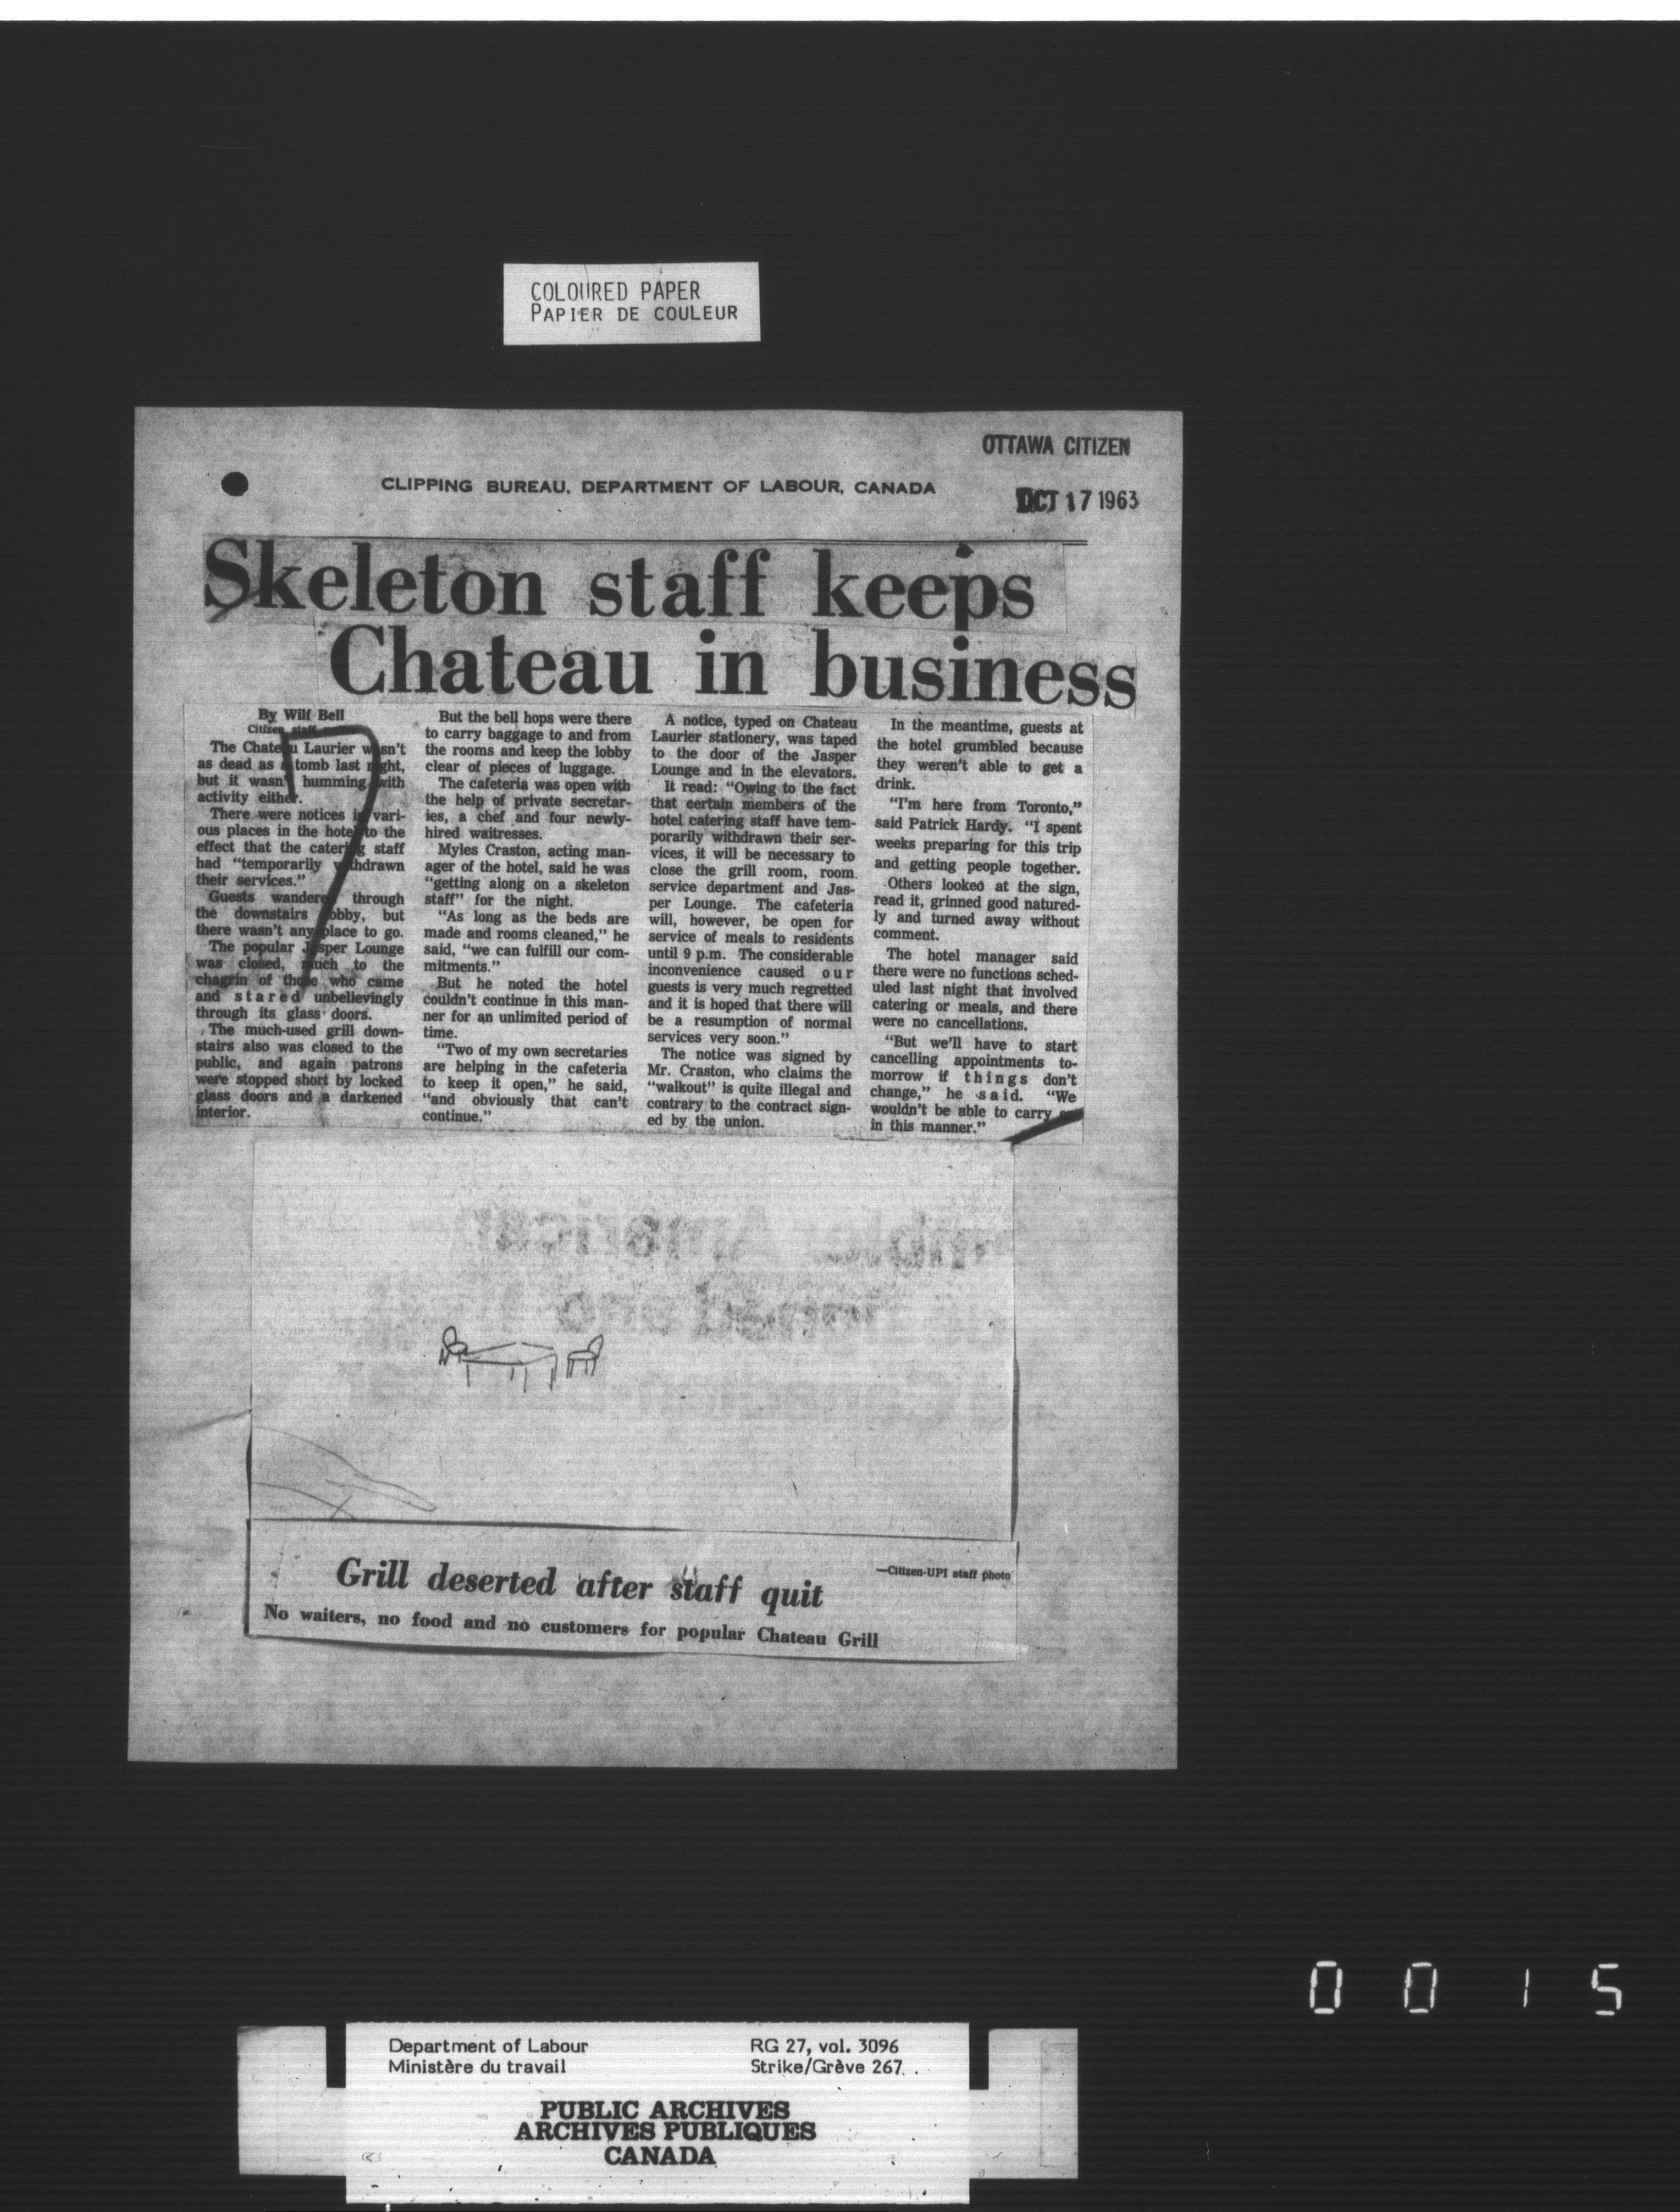 COLOURED PAPER
PAPIER DE COULEUR
OTTAWA CITIZEN
CLIPPING BUREAU, DEPARTMENT OF LABOUR, CANADA
OCT 17 1963
Skeleton staff keeps
Chateau in business
By Wilf Bell
Citizen staff
The Chateau Laurier wasn't
as dead as a tomb last night,
but it wasn't humming with
activity either.
There were notices in vari-
ous places in the hotel to the
effect that the catering staff
had "temporarily withdrawn
their services."
Guests wandered through
the downstairs lobby, but
there wasn't any place to go.
The popular Jasper Lounge
was closed, much to the
chagrin of those who came
and stared unbelievingly
through its glass doors.
The much-used grill down-
stairs also was closed to the
public, and again patrons
were stopped short by locked
glass doors and a darkened
interior.
But the bell hops were there
to carry baggage to and from
the rooms and keep the lobby
clear of pieces of luggage.
The cafeteria was open with
the help of private secretar-
ies, a chef and four newly-
hired waitresses.
Myles Craston, acting man-
ager of the hotel, said he was
"getting along on a skeleton
staff" for the night.
"As long as the beds are
made and rooms cleaned," he
said, "we can fulfill our com-
mitments."
But he noted the hotel
couldn't continue in this man-
ner for an unlimited period of
time.
"Two of my own secretaries
are helping in the cafeteria
to keep it open," he said,
"and obviously that can't
continue."
A notice, typed on Chateau
Laurier stationery, was taped
to the door of the Jasper
Lounge and in the elevators.
It read: "Owing to the fact
that certain members of the
hotel catering staff have tem-
porarily withdrawn their ser-
vices, it will be necessary to
close the grill room, room
service department and Jas-
per Lounge. The cafeteria
will, however, be open for
service of meals to residents
until 9 p.m. The considerable
inconvenience caused our
guests is very much regretted
and it is hoped that there will
be a resumption of normal
services very soon."
The notice was signed by
Mr. Craston, who claims the
"walkout" is quite illegal and
contrary to the contract sign-
ed by the union.
In the meantime, guests at
the hotel grumbled because
they weren't able to get a
drink.
"I'm here from Toronto,"
said Patrick Hardy. "I spent
weeks preparing for this trip
and getting people together.
Others looked at the sign,
read it, grinned good natured-
ly and turned away without
comment.
The hotel manager said
there were no functions sched-
uled last night that involved
catering or meals, and there
were no cancellations.
"But we'll have to start
cancelling appointments to-
morrow if things don't
change," he said. "We
wouldn't be able to carry on
in this manner."
—Citizen-UPI staff photo
Grill deserted after staff quit
No waiters, no food and no customers for popular Chateau Grill
0 0 1 5
Department of Labour
Ministère du travail
RG 27, vol. 3096
Strike/Grève 267
PUBLIC ARCHIVES
ARCHIVES PUBLIQUES
CANADA